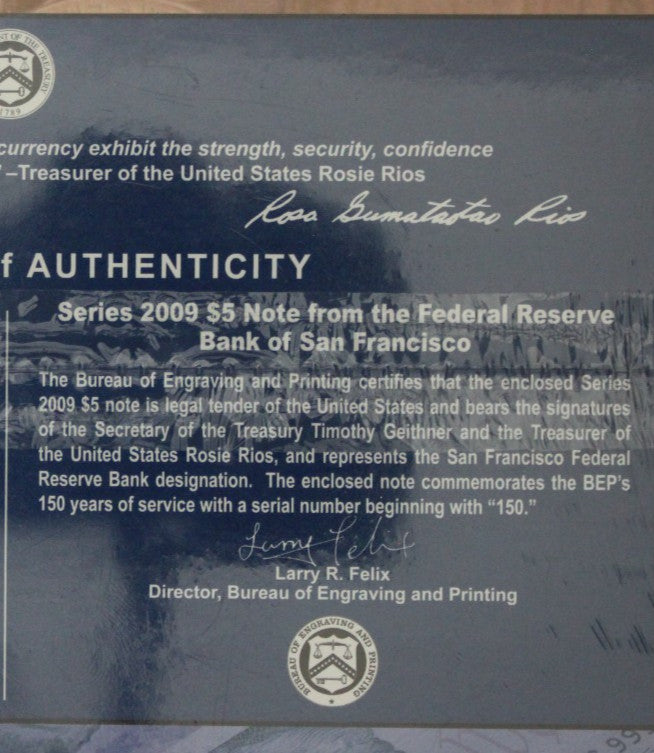 NT OF THE TREASURY
1789
currency exhibit the strength, security, confidence
–Treasurer of the United States Rosie Rios
Rosa Gumataotao Rios
f AUTHENTICITY
Series 2009 $5 Note from the Federal Reserve
Bank of San Francisco
The Bureau of Engraving and Printing certifies that the enclosed Series
2009 $5 note is legal tender of the United States and bears the signatures
of the Secretary of the Treasury Timothy Geithner and the Treasurer of
the United States Rosie Rios, and represents the San Francisco Federal
Reserve Bank designation. The enclosed note commemorates the BEP's
150 years of service with a serial number beginning with “150.”
Larry Felix
Larry R. Felix
Director, Bureau of Engraving and Printing
BUREAU OF ENGRAVING AND PRINTING